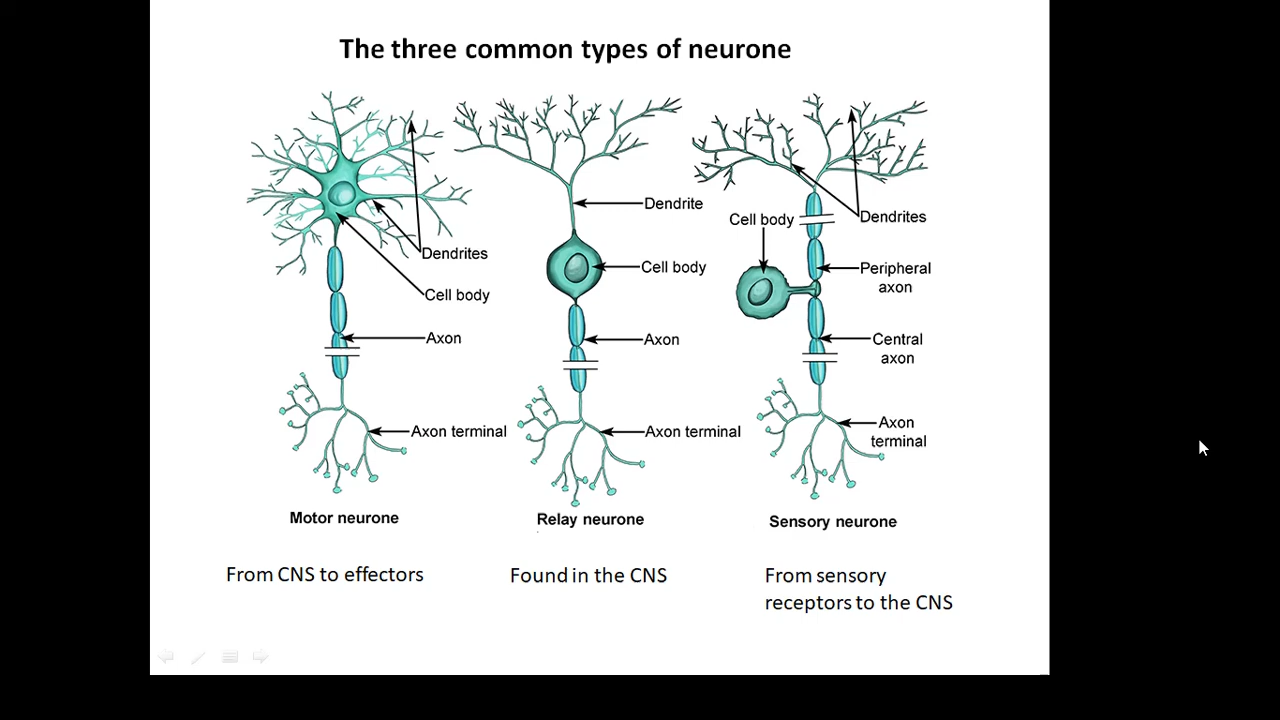 The three common types of neurone
Dendrites
Cell body
Axon
Axon terminal
Motor neurone
From CNS to effectors
Dendrite
Cell body
Axon
Axon terminal
Relay neurone
Found in the CNS
Cell body
Dendrites
Peripheral
axon
Central
axon
Axon
terminal
Sensory neurone
From sensory
receptors to the CNS